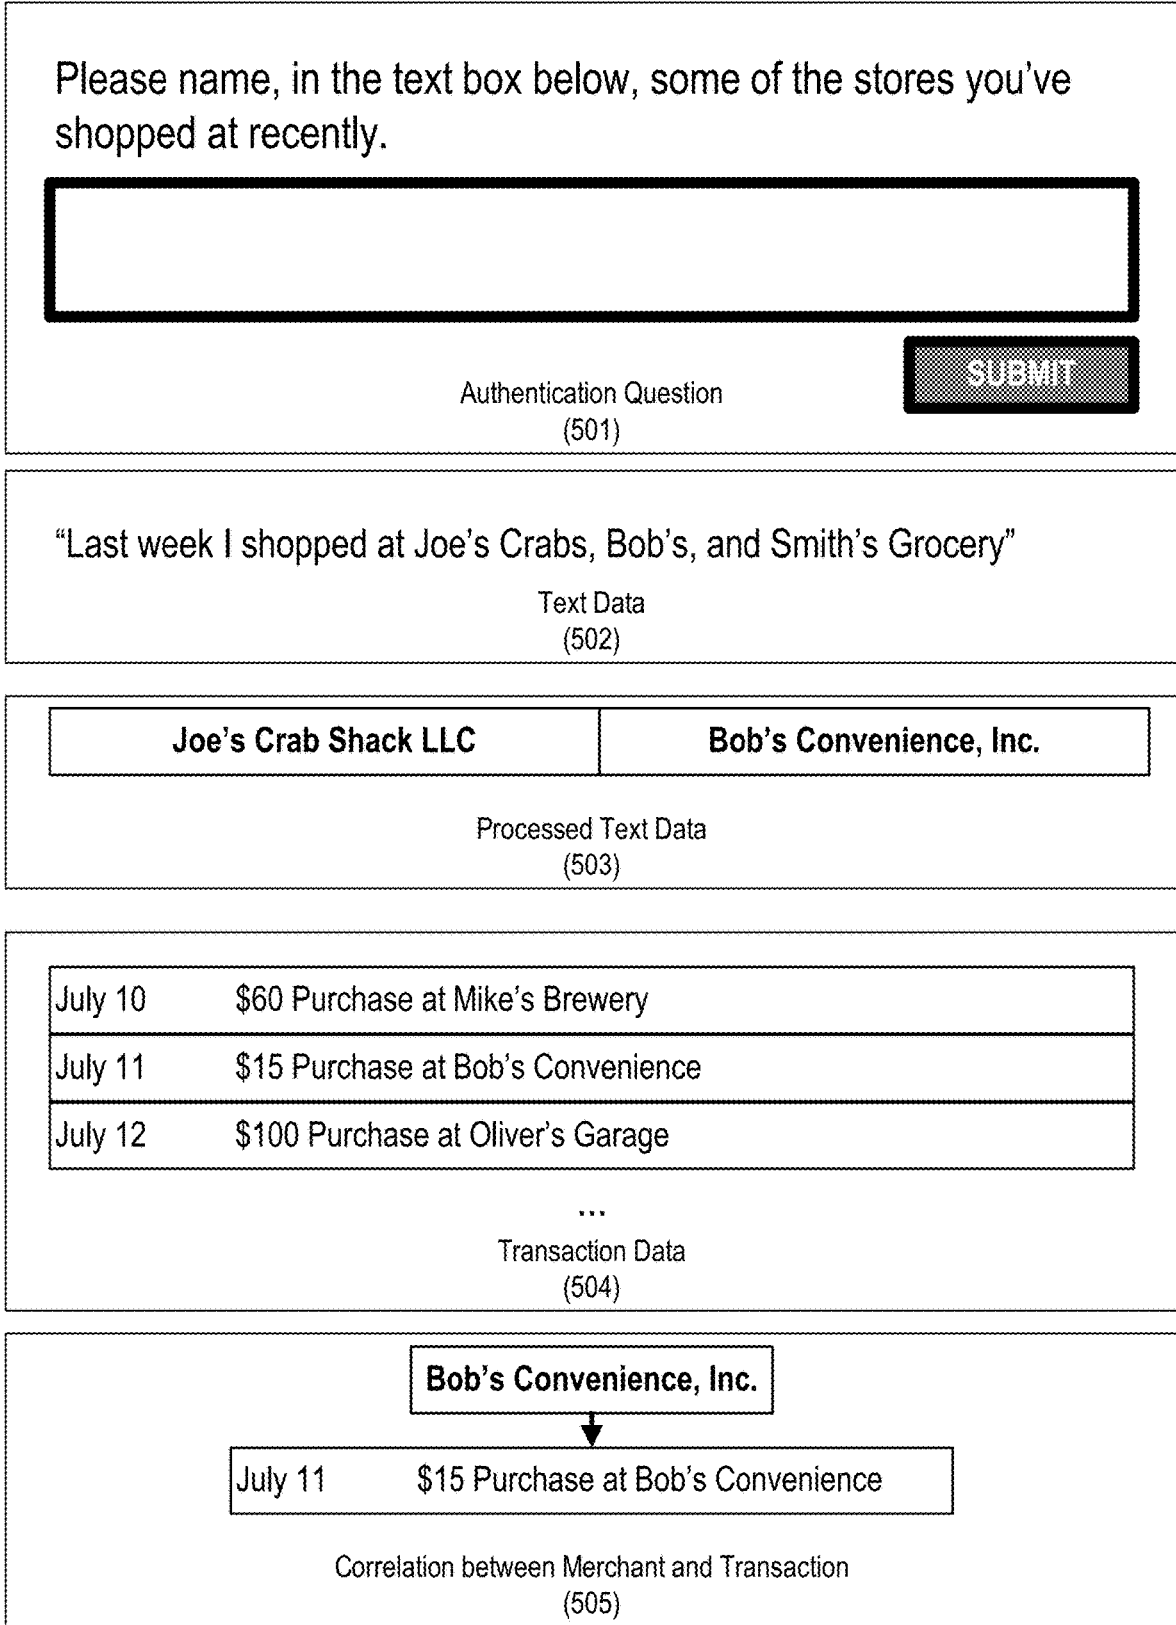 Please name, in the text box below, some of the stores you’ve
shopped at recently.
SUBMIT
Authentication Question
(501)
“Last week I shopped at Joe’s Crabs, Bob’s, and Smith’s Grocery”
Text Data
(502)
Joe’s Crab Shack LLC Bob’s Convenience, Inc.
Processed Text Data
(503)
July 10 $60 Purchase at Mike’s Brewery
July 11 $15 Purchase at Bob’s Convenience
July 12 $100 Purchase at Oliver’s Garage
...
Transaction Data
(504)
Bob’s Convenience, Inc.
July 11 $15 Purchase at Bob’s Convenience
Correlation between Merchant and Transaction
(505)